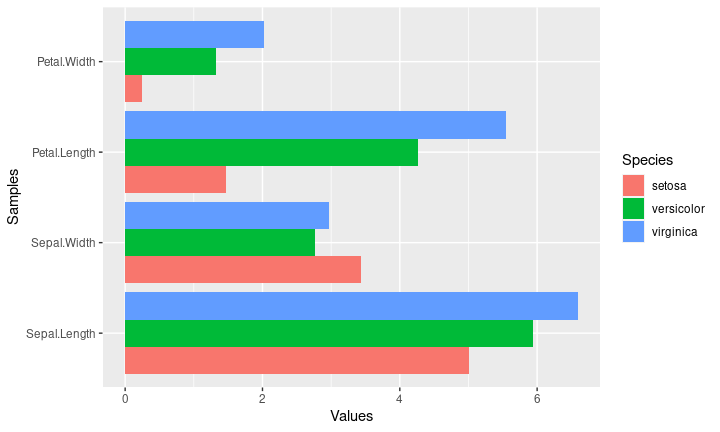 Samples
Petal.Width
Petal.Length
Sepal.Width
Sepal.Length
0 2 4 6
Values
Species
setosa
versicolor
virginica